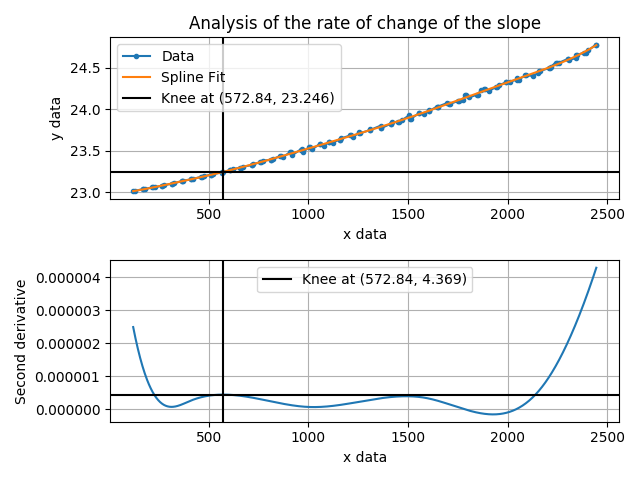 Analysis of the rate of change of the slope
Data
Spline Fit
Knee at (572.84, 23.246)
24.5
24.0
23.5
23.0
y data
500 1000 1500 2000 2500
x data
Knee at (572.84, 4.369)
0.000004
0.000003
0.000002
0.000001
0.000000
Second derivative
500 1000 1500 2000 2500
x data